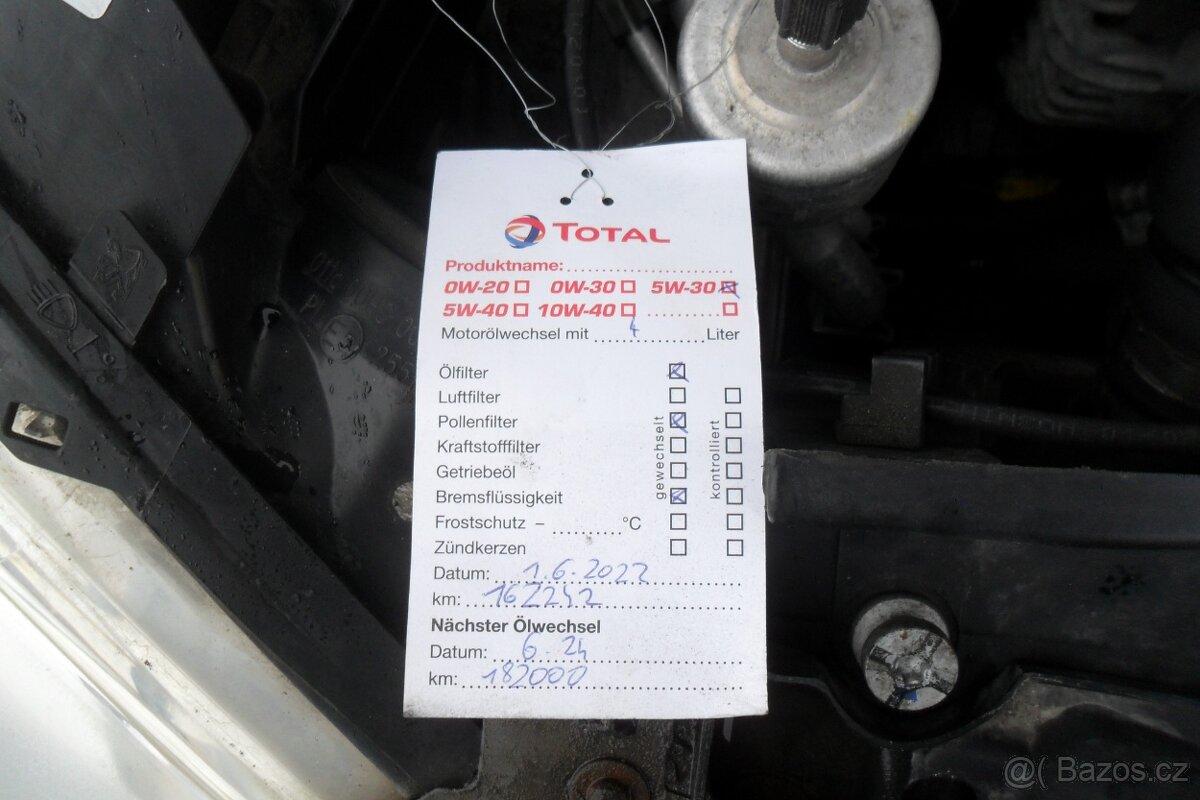 TOTAL
Produktname:
0W-20 ☐ 0W-30 ☐ 5W-30 ☒
5W-40 ☐ 10W-40 ☐ .......... ☐
Motorölwechsel mit 4 Liter
Ölfilter ☒
Luftfilter ☐ ☐
Pollenfilter ☒ ☐
Kraftstofffilter ☐ ☐
Getriebeöl ☐ ☐
Bremsflüssigkeit ☒ ☐
Frostschutz – ........ °C ☐ ☐
Zündkerzen ☐ ☐
gewechselt
kontrolliert
Datum: 1.6.2022
km: 162242
Nächster Ölwechsel
Datum: 6.24
km: 182000
@( Bazos.cz